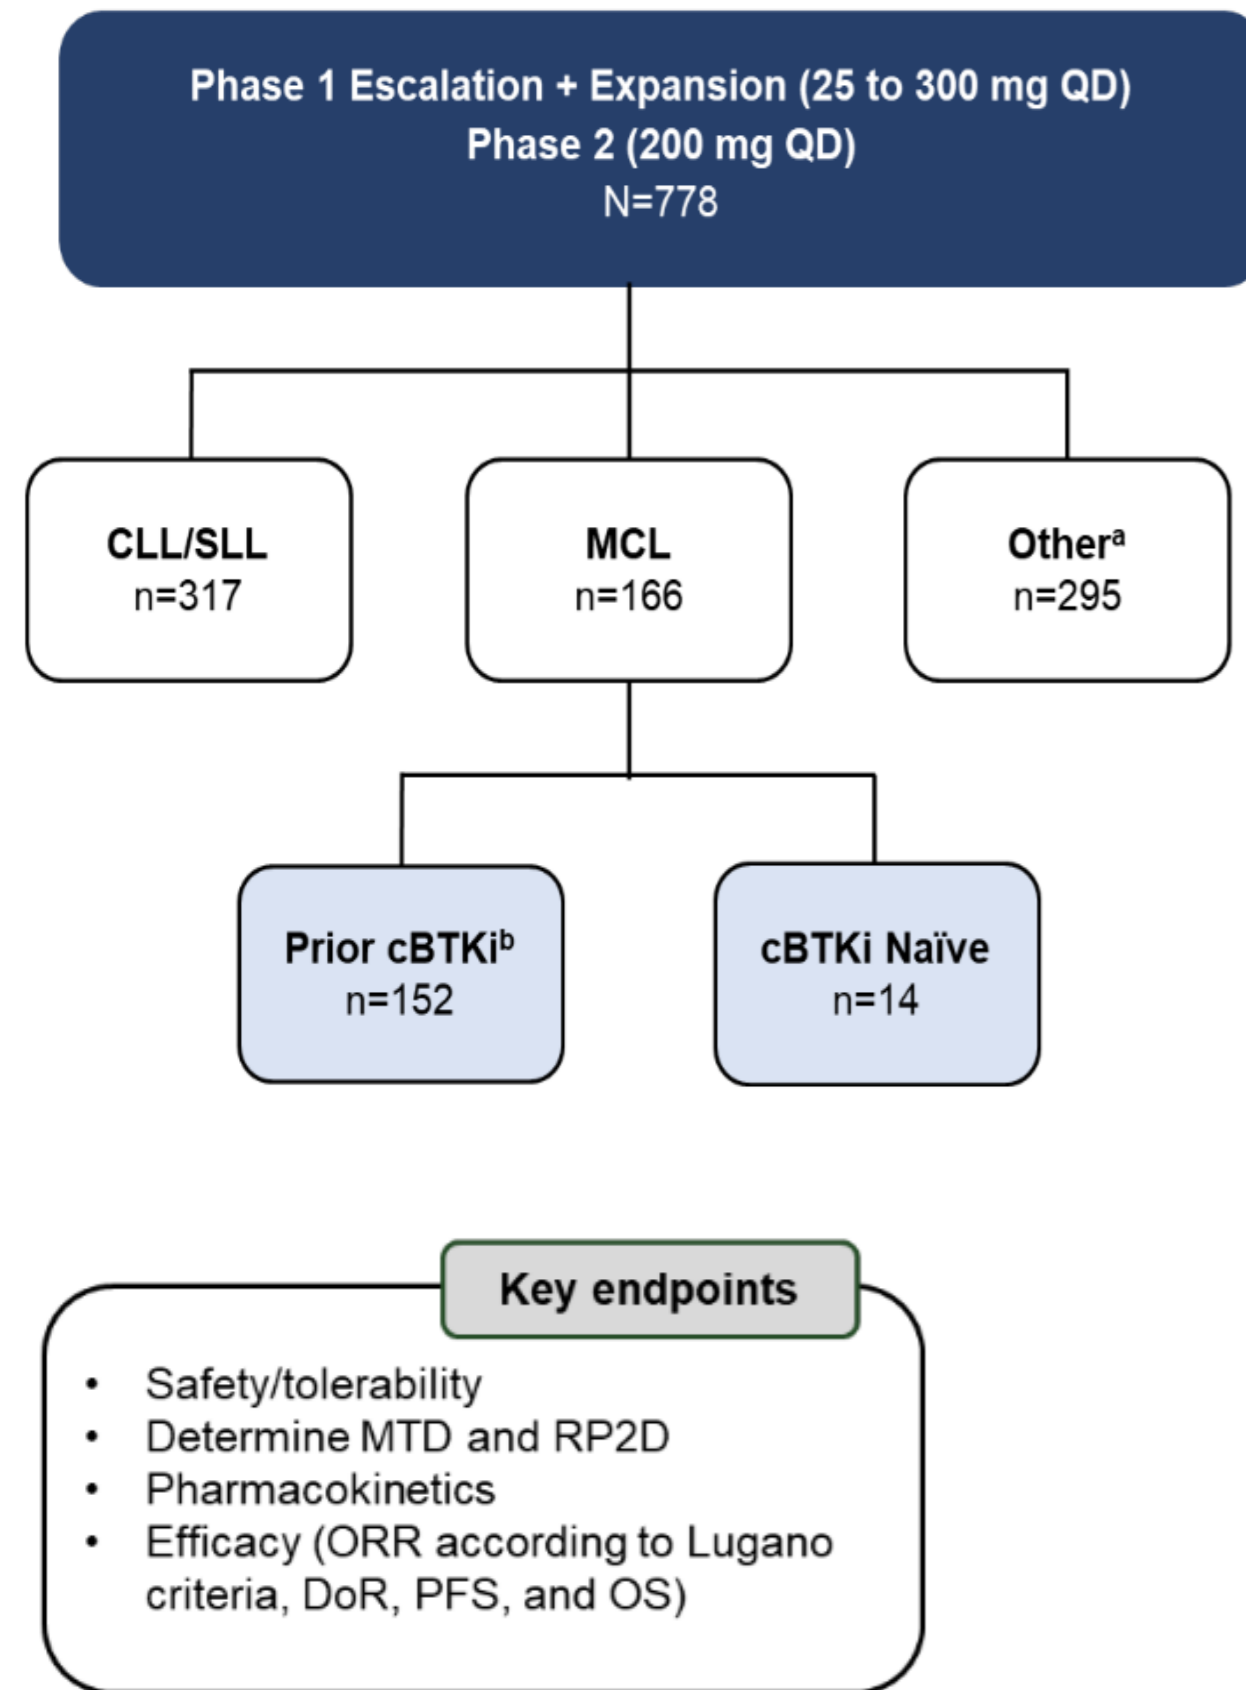 Phase 1 Escalation + Expansion (25 to 300 mg QD)
Phase 2 (200 mg QD)
N=778
CLL/SLL
n=317
MCL
n=166
Otherᵃ
n=295
Prior cBTKiᵇ
n=152
cBTKi Naïve
n=14
Key endpoints
• Safety/tolerability
• Determine MTD and RP2D
• Pharmacokinetics
• Efficacy (ORR according to Lugano
criteria, DoR, PFS, and OS)